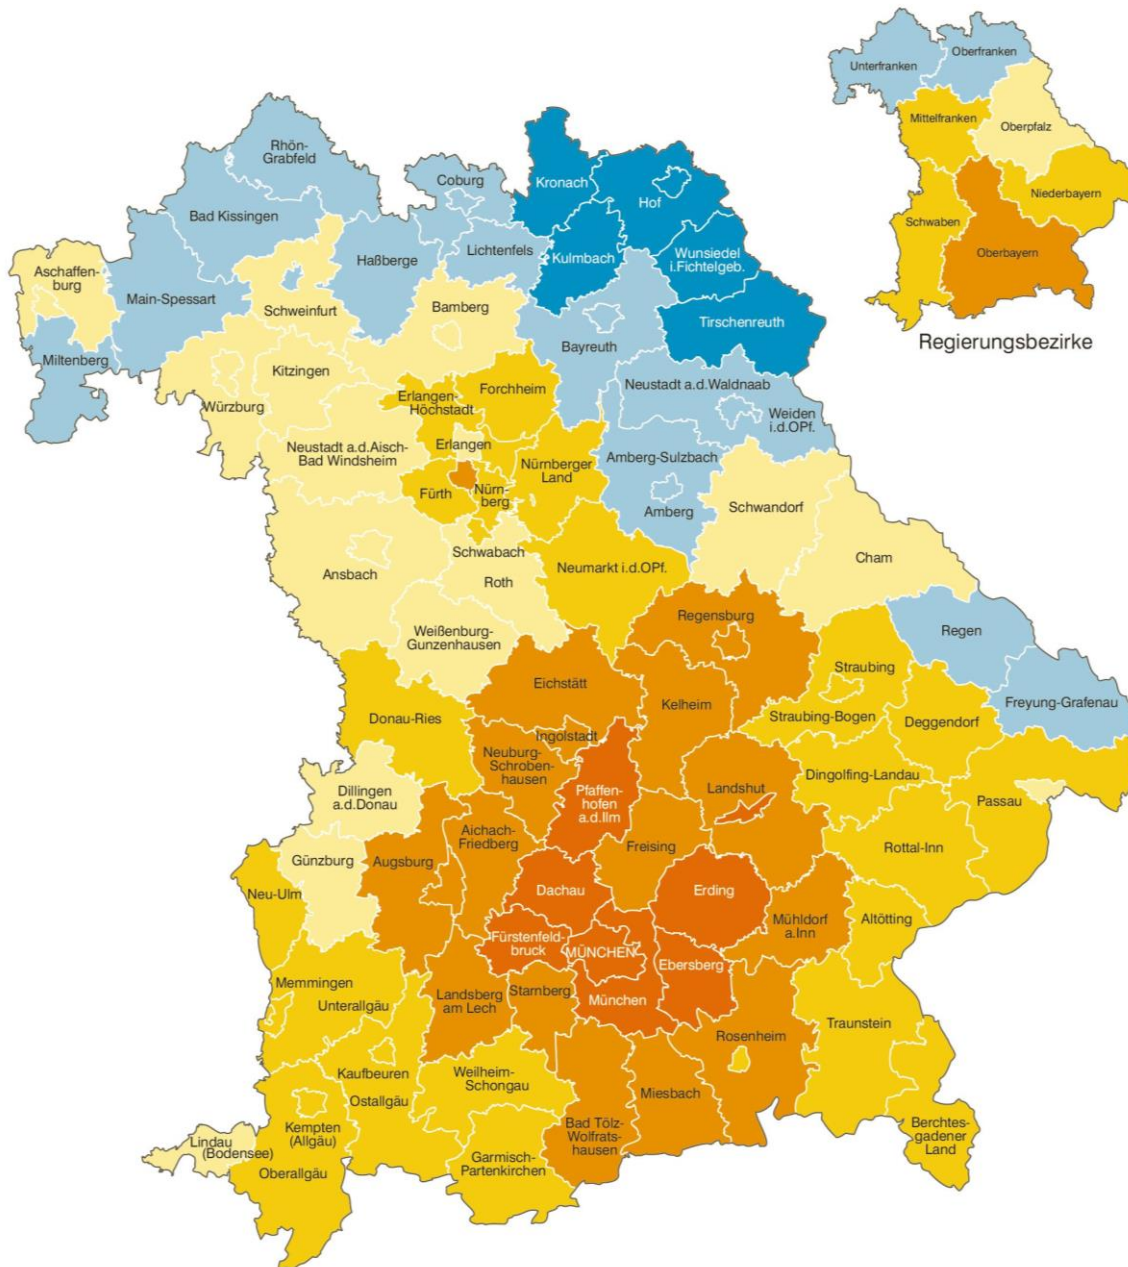 Oberfranken
Unterfranken
Mittelfranken
Oberpfalz
Niederbayern
Schwaben
Oberbayern
Regierungsbezirke
Rhön-
Grabfeld
Coburg
Kronach
Hof
Bad Kissingen
Lichtenfels
Kulmbach
Wunsiedel
i.Fichtelgeb.
Haßberge
Aschaffen-
burg
Main-Spessart
Schweinfurt
Bamberg
Tirschenreuth
Bayreuth
Miltenberg
Kitzingen
Würzburg
Forchheim
Erlangen-
Höchstadt
Neustadt a.d.Waldnaab
Weiden
i.d.OPf.
Neustadt a.d.Aisch-
Bad Windsheim
Erlangen
Nürnberger
Land
Amberg-Sulzbach
Fürth
Nürn-
berg
Amberg
Schwandorf
Cham
Ansbach
Schwabach
Roth
Neumarkt i.d.OPf.
Weißenburg-
Gunzenhausen
Regensburg
Regen
Straubing
Eichstätt
Kelheim
Freyung-Grafenau
Donau-Ries
Straubing-Bogen
Deggendorf
Ingolstadt
Neuburg-
Schroben-
hausen
Dingolfing-Landau
Pfaffen-
hofen
a.d.Ilm
Landshut
Passau
Dillingen
a.d.Donau
Aichach-
Friedberg
Freising
Rottal-Inn
Günzburg
Augsburg
Neu-Ulm
Dachau
Erding
Mühldorf
a.Inn
Altötting
Fürstenfeld-
bruck
MÜNCHEN
Ebersberg
Memmingen
Unterallgäu
Landsberg
am Lech
Starnberg
München
Traunstein
Rosenheim
Kaufbeuren
Weilheim-
Schongau
Ostallgäu
Miesbach
Kempten
(Allgäu)
Bad Tölz-
Wolfrats-
hausen
Berchtes-
gadener
Land
Lindau
(Bodensee)
Oberallgäu
Garmisch-
Partenkirchen